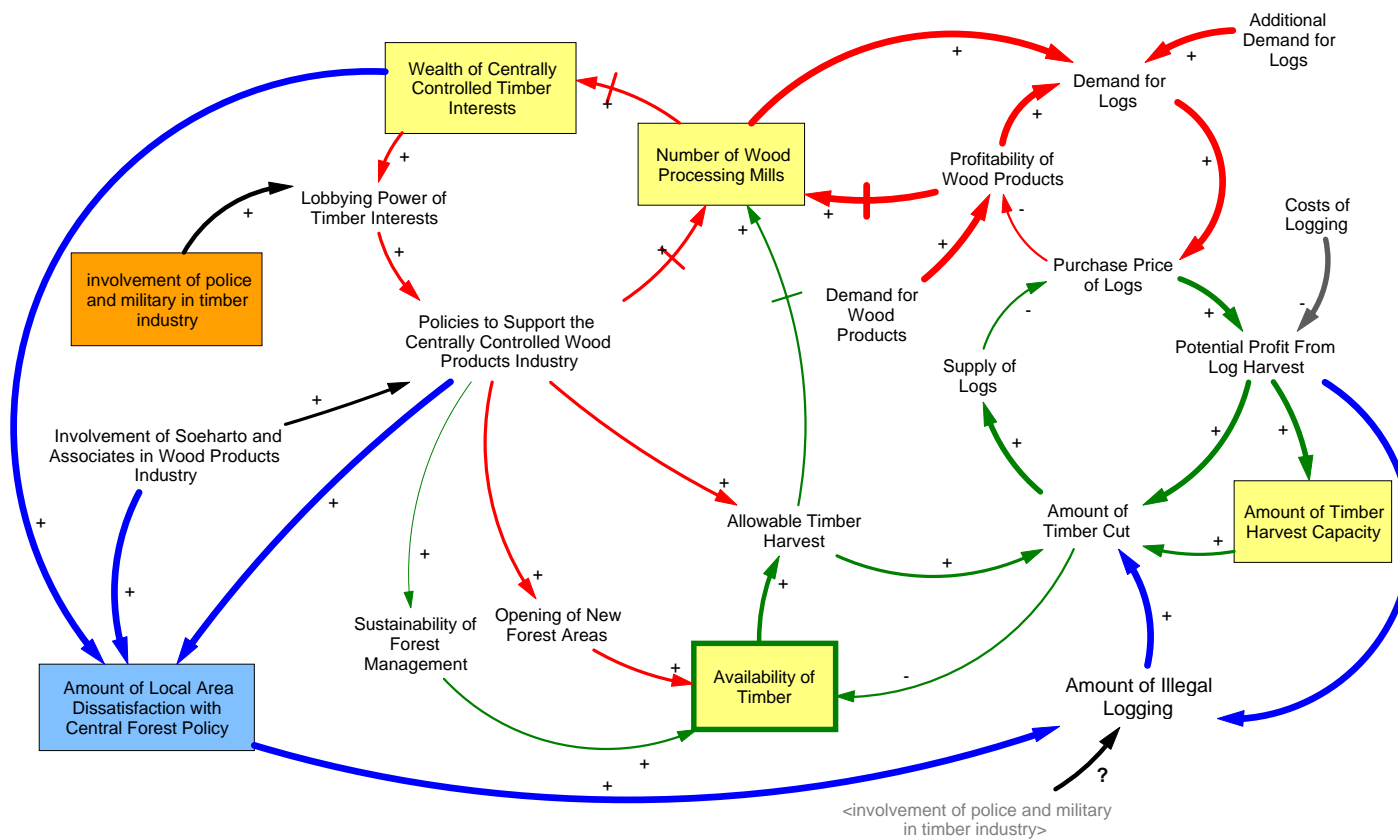 Additional
Demand for
Logs
+
+
Wealth of Centrally
Controlled Timber
Interests
Demand for
Logs
+
+
+
+
+
Number of Wood
Processing Mills
Profitability of
Wood Products
Lobbying Power of
Timber Interests
+
-
+
+
Costs of
Logging
+
+
+
+
involvement of police
and military in timber
industry
Purchase Price
of Logs
Demand for
Wood
Products
-
-
+
Policies to Support the
Centrally Controlled Wood
Products Industry
Supply of
Logs
Potential Profit From
Log Harvest
+
Involvement of Soeharto and
Associates in Wood Products
Industry
+
+
+
+
+
Allowable Timber
Harvest
Amount of
Timber Cut
Amount of Timber
Harvest Capacity
+
+
+
+
+
+
+
Sustainability of
Forest
Management
Opening of New
Forest Areas
+
+
-
Amount of Local Area
Dissatisfaction with
Central Forest Policy
Availability of
Timber
Amount of Illegal
Logging
+
+
?
<involvement of police and military
in timber industry>